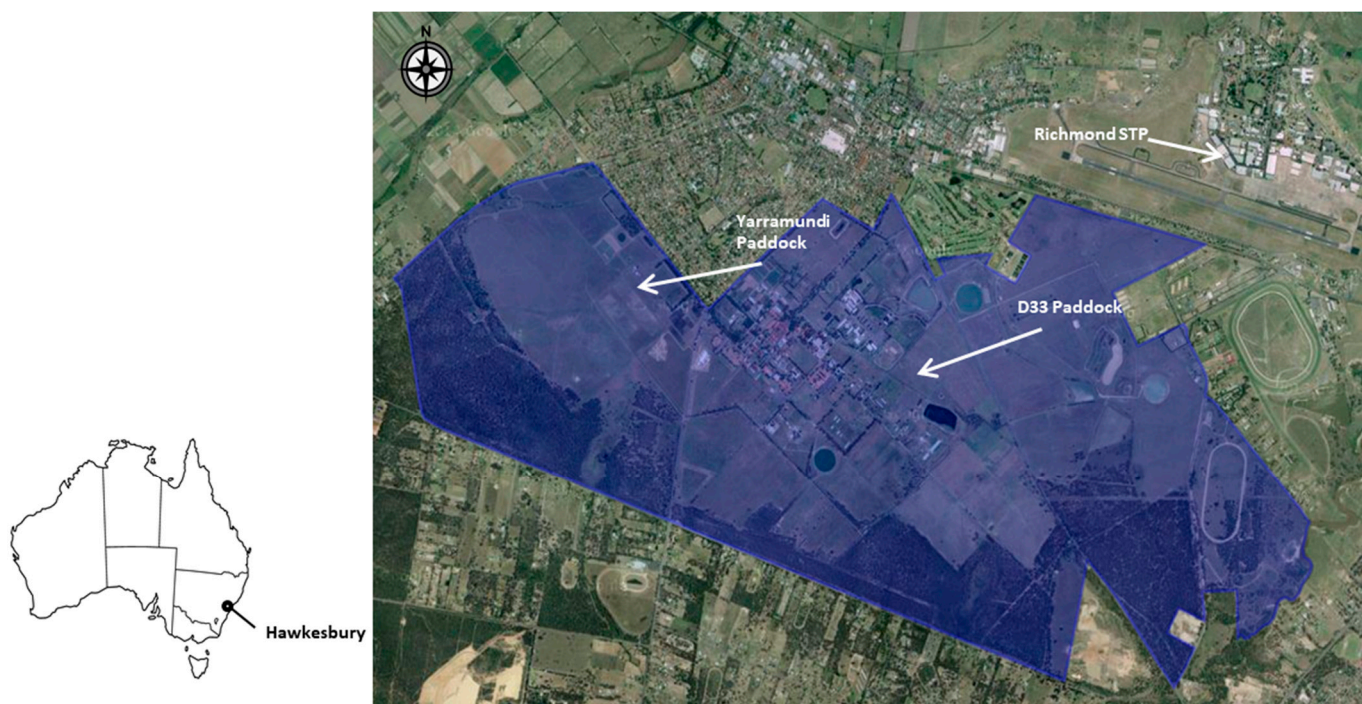 N
Richmond STP
Yarramundi
Paddock
D33 Paddock
Hawkesbury